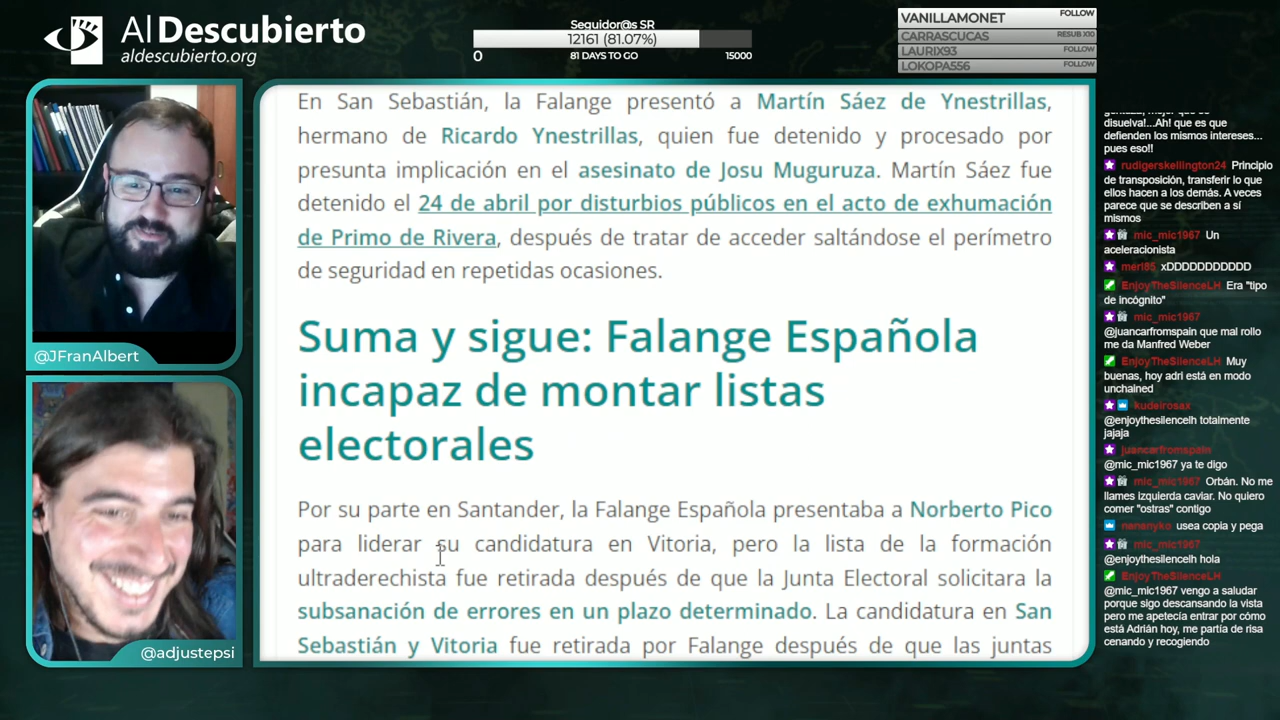 Al Descubierto
aldescubierto.org
Seguidor@s SR
12161 (81.07%)
0
81 DAYS TO GO
15000
VANILLAMONET FOLLOW
CARRASCUCAS RESUB X10
LAURIX93 FOLLOW
LOKOPA556 FOLLOW
@JFranAlbert
@adjustepsi
En San Sebastián, la Falange presentó a Martín Sáez de Ynestrillas,
hermano de Ricardo Ynestrillas, quien fue detenido y procesado por
presunta implicación en el asesinato de Josu Muguruza. Martín Sáez fue
detenido el 24 de abril por disturbios públicos en el acto de exhumación
de Primo de Rivera, después de tratar de acceder saltándose el perímetro
de seguridad en repetidas ocasiones.
Suma y sigue: Falange Española
incapaz de montar listas
electorales
Por su parte en Santander, la Falange Española presentaba a Norberto Pico
para liderar su candidatura en Vitoria, pero la lista de la formación
ultraderechista fue retirada después de que la Junta Electoral solicitara la
subsanación de errores en un plazo determinado. La candidatura en San
Sebastián y Vitoria fue retirada por Falange después de que las juntas
disuelva!...Ah! que es que
defienden los mismos intereses...
pues eso!!
rudigerskellington24 Principio
de transposición, transferir lo que
ellos hacen a los demás. A veces
parece que se describen a sí
mismos
mic_mic1967 Un
aceleracionista
meri85 xDDDDDDDDDDD
EnjoyTheSilenceLH Era "tipo
de incógnito"
mic_mic1967
@juancarfromspain que mal rollo
me da Manfred Weber
EnjoyTheSilenceLH Muy
buenas, hoy adri está en modo
unchained
kudeirosax
@enjoythesilencelh totalmente
jajaja
juancarfromspain
@mic_mic1967 ya te digo
mic_mic1967 Orbán. No me
llames izquierda caviar. No quiero
comer "ostras" contigo
nananyko usea copia y pega
mic_mic1967
@enjoythesilencelh hola
EnjoyTheSilenceLH
@mic_mic1967 vengo a saludar
porque sigo descansando la vista
pero me apetecía entrar por cómo
está Adrián hoy, me partía de risa
cenando y recogiendo